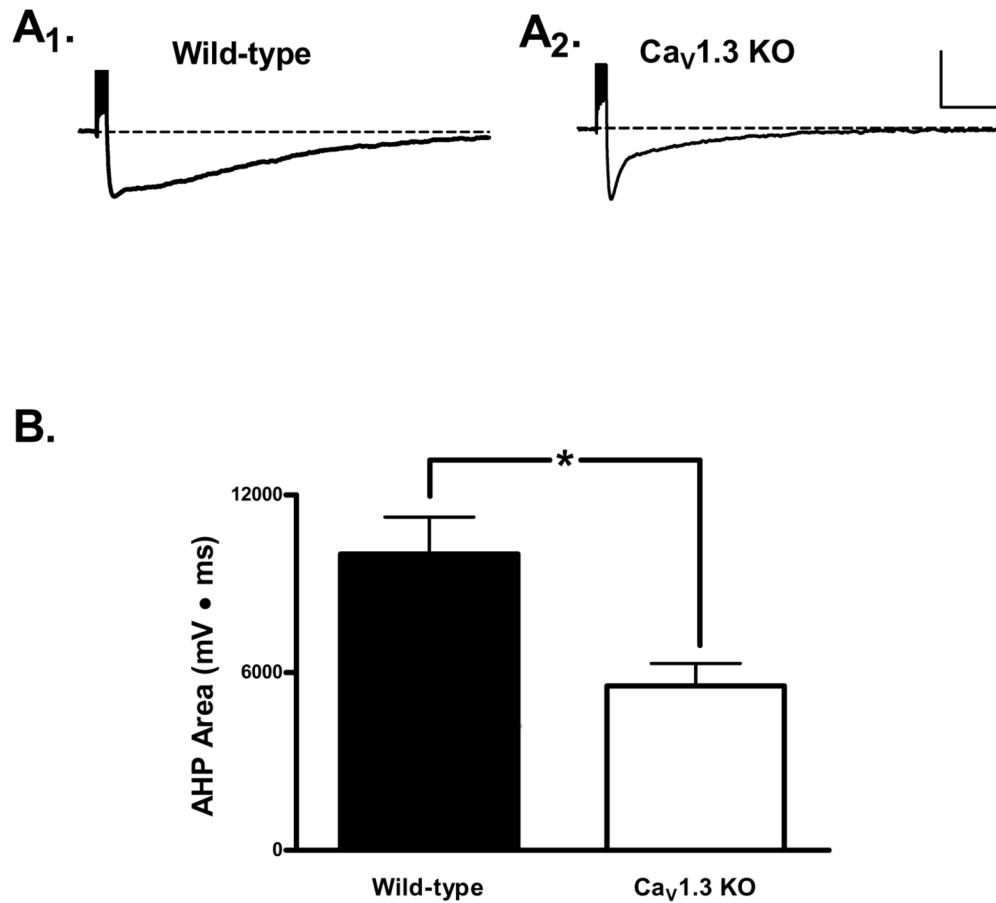 A1.
Wild-type
A2.
CaV1.3 KO
B.
*
12000
6000
0
AHP Area (mV • ms)
Wild-type
CaV1.3 KO